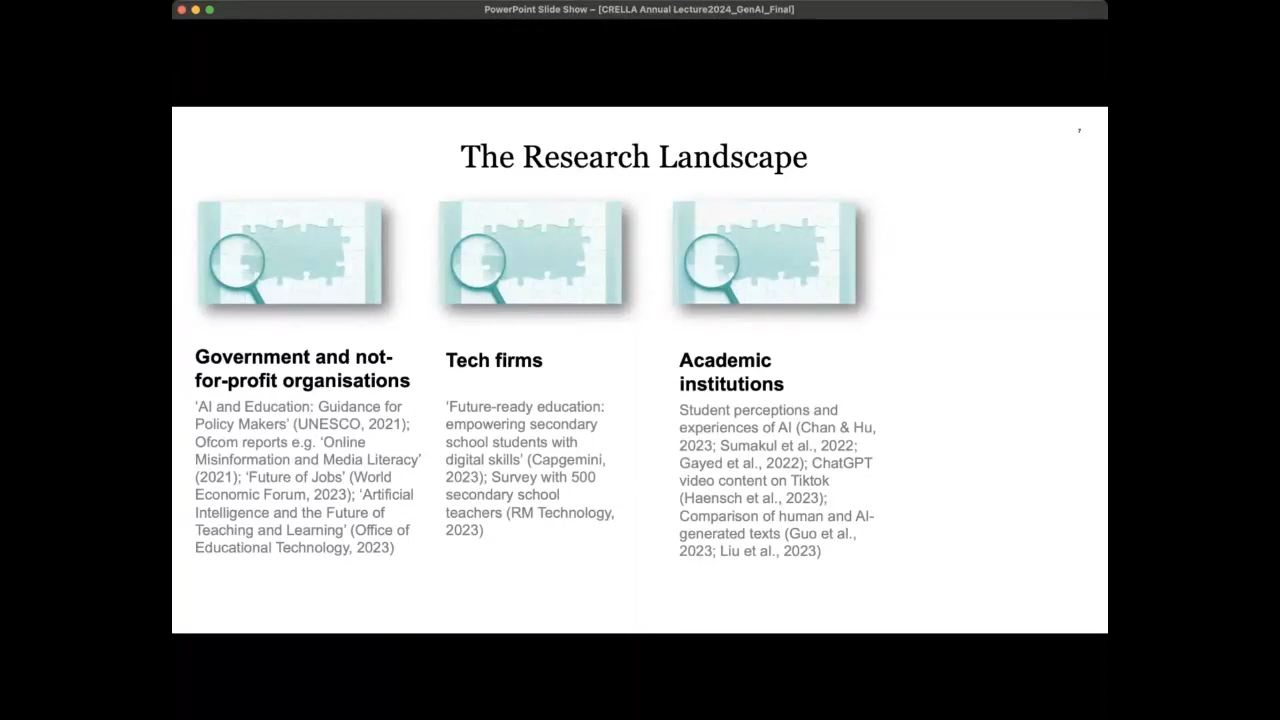 PowerPoint Slide Show – [CRELLA Annual Lecture2024_GenAI_Final]
7
The Research Landscape
Government and not-
for-profit organisations
'AI and Education: Guidance for
Policy Makers' (UNESCO, 2021);
Ofcom reports e.g. 'Online
Misinformation and Media Literacy'
(2021); 'Future of Jobs' (World
Economic Forum, 2023); 'Artificial
Intelligence and the Future of
Teaching and Learning' (Office of
Educational Technology, 2023)
Tech firms
'Future-ready education:
empowering secondary
school students with
digital skills' (Capgemini,
2023); Survey with 500
secondary school
teachers (RM Technology,
2023)
Academic
institutions
Student perceptions and
experiences of AI (Chan & Hu,
2023; Sumakul et al., 2022;
Gayed et al., 2022); ChatGPT
video content on Tiktok
(Haensch et al., 2023);
Comparison of human and AI-
generated texts (Guo et al.,
2023; Liu et al., 2023)